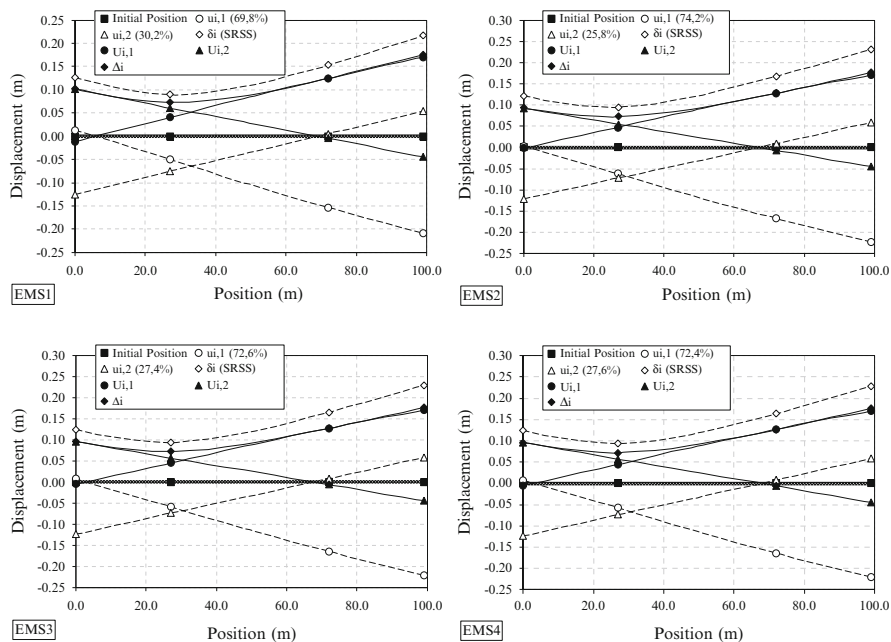 0.25
0.20
0.15
0.10
0.05
0.00
-0.05
-0.10
-0.15
-0.20
0.25
Displacement (m)
Initial Position
ui,1 (69,8%)
ui,2 (30,2%)
δi (SRSS)
Ui,1
Ui,2
Δi
0.0 20.0 40.0 60.0 80.0 100.0
Position (m)
EMS1
0.30
0.25
0.20
0.15
0.10
0.05
0.00
-0.05
-0.10
-0.15
-0.20
0.25
Displacement (m)
Initial Position
ui,1 (74,2%)
ui,2 (25,8%)
δi (SRSS)
Ui,1
Ui,2
Δi
0.0 20.0 40.0 60.0 80.0 100.0
Position (m)
EMS2
0.30
0.25
0.20
0.15
0.10
0.05
0.00
-0.05
-0.10
-0.15
-0.20
0.25
Displacement (m)
Initial Position
ui,1 (72,6%)
ui,2 (27,4%)
δi (SRSS)
Ui,1
Ui,2
Δi
0.0 20.0 40.0 60.0 80.0 100.0
Position (m)
EMS3
0.30
0.25
0.20
0.15
0.10
0.05
0.00
-0.05
-0.10
-0.15
-0.20
0.25
Displacement (m)
Initial Position
ui,1 (72,4%)
ui,2 (27,6%)
δi (SRSS)
Ui,1
Ui,2
Δi
0.0 20.0 40.0 60.0 80.0 100.0
Position (m)
EMS4